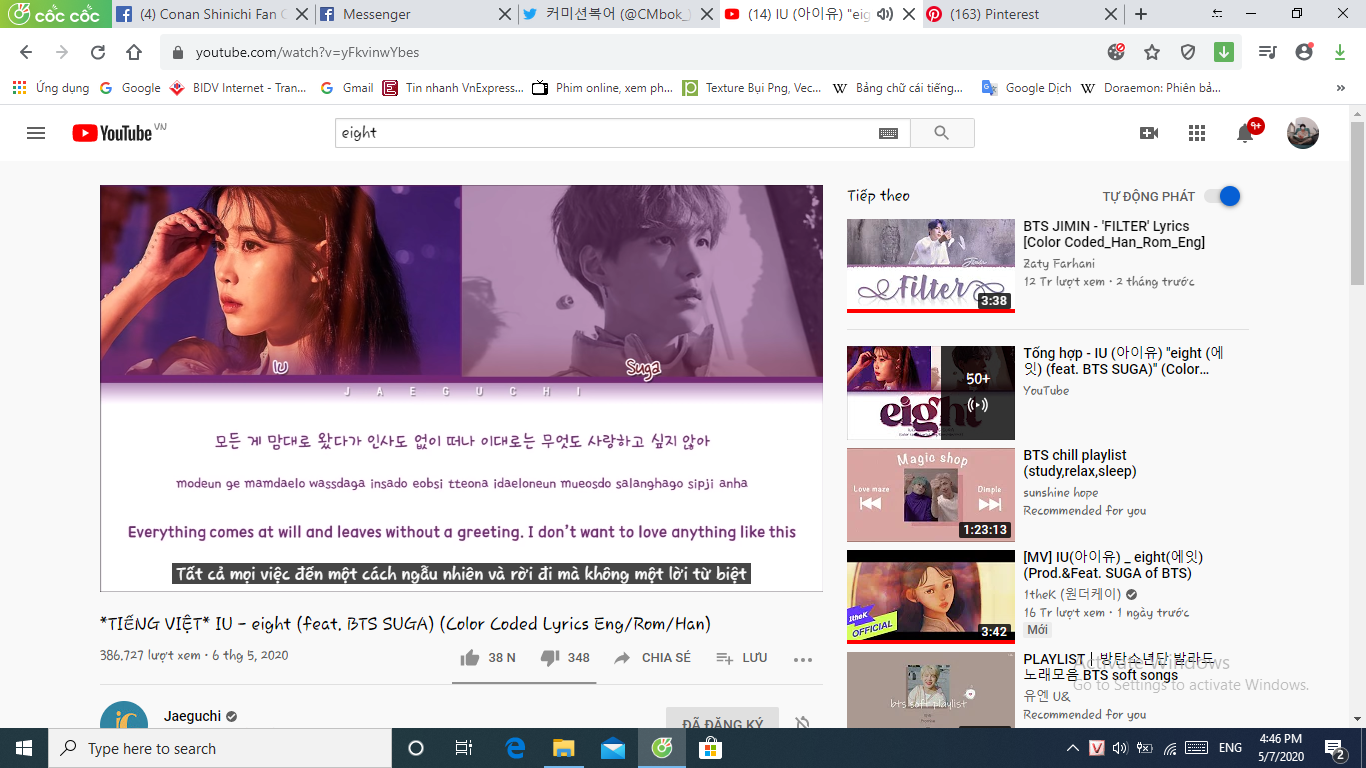 cốc cốc
(4) Conan Shinichi Fan C
Messenger
커미션복어 (@CMbok_
(14) IU (아이유) "eig
(163) Pinterest
youtube.com/watch?v=yFkvinwYbes
Ứng dụng
Google
BIDV Internet - Tran...
Gmail
Tin nhanh VnExpress...
Phim online, xem ph...
Texture Bụi Png, Vec...
Bảng chữ cái tiếng...
Google Dịch
Doraemon: Phiên bả...
»
YouTube VN
eight
9+
IU
Suga
JAEGUCHI
모든 게 맘대로 왔다가 인사도 없이 떠나 이대로는 무엇도 사랑하고 싶지 않아
modeun ge mamdaelo wassdaga insado eobsi tteona idaeloneun mueosdo salanghago sipji anha
Everything comes at will and leaves without a greeting. I don't want to love anything like this
Tất cả mọi việc đến một cách ngẫu nhiên và rời đi mà không một lời từ biệt
*TIẾNG VIỆT* IU - eight (feat. BTS SUGA) (Color Coded Lyrics Eng/Rom/Han)
386.727 lượt xem • 6 thg 5, 2020
38 N
348
CHIA SẺ
LƯU
Jaeguchi
ĐÃ ĐĂNG KÝ
Tiếp theo
TỰ ĐỘNG PHÁT
Jimin
Filter
3:38
BTS JIMIN - 'FILTER' Lyrics
[Color Coded_Han_Rom_Eng]
Zaty Farhani
12 Tr lượt xem • 2 tháng trước
eight
50+
Tổng hợp - IU (아이유) "eight (에
잇) (feat. BTS SUGA)" (Color...
YouTube
Magic shop
Love maze
Dimple
1:23:13
BTS chill playlist
(study,relax,sleep)
sunshine hope
Recommended for you
1theK
OFFICIAL
3:42
[MV] IU(아이유) _ eight(에잇)
(Prod.&Feat. SUGA of BTS)
1theK (원더케이)
16 Tr lượt xem • 1 ngày trước
Mới
bts soft playlist
PLAYLIST | 방탄소년단 발라드
노래모음 BTS soft songs
유엔 U&
Recommended for you
Activate Windows
Go to Settings to activate Windows.
Type here to search
ENG
4:46 PM
5/7/2020
2